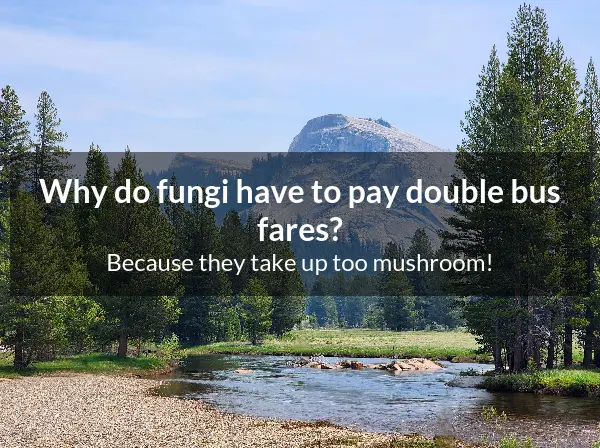 Why do fungi have to pay double bus
fares?
Because they take up too mushroom!